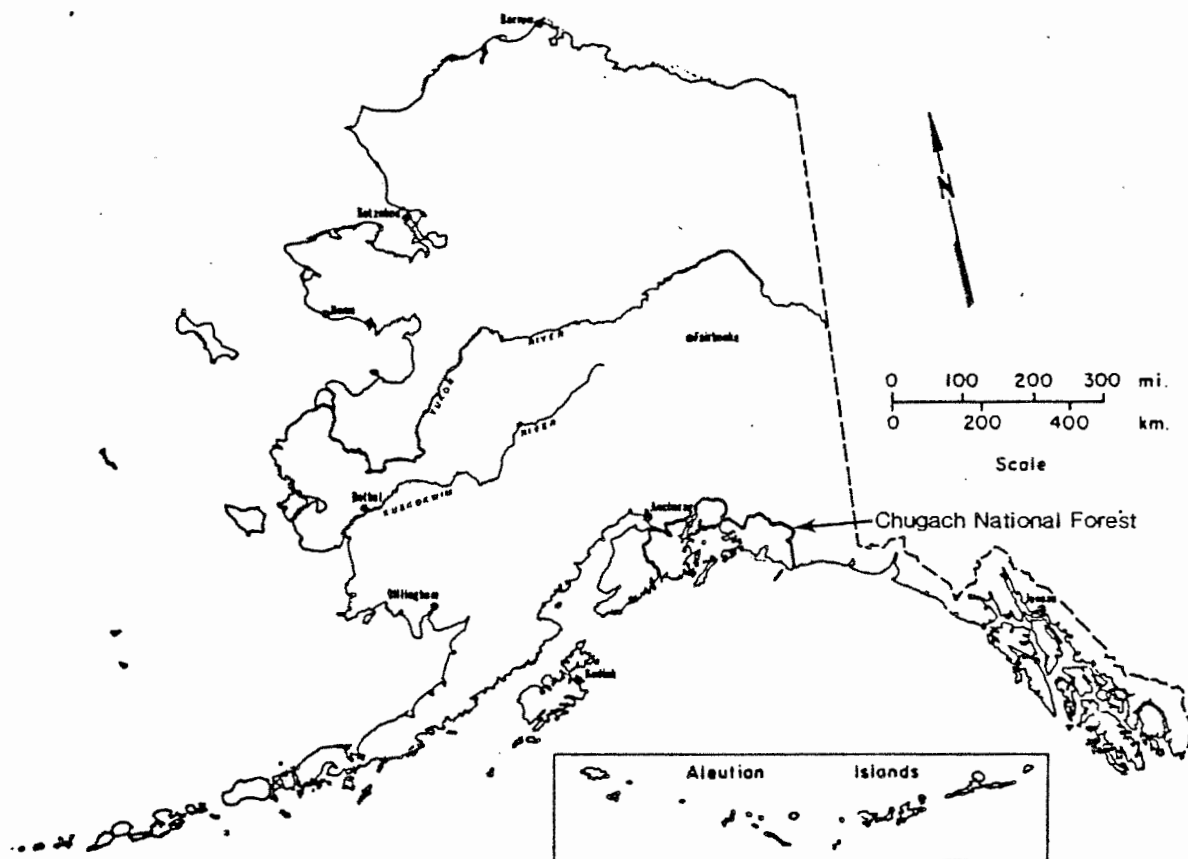 Barrow
N
Kotzebue
Nome
YUKON
RIVER
Fairbanks
0 100 200 300 mi.
0 200 400 km.
Scale
RIVER
Bethel
KUSKOKWIM
Anchorage
Chugach National Forest
Dillingham
Juneau
Kodiak
Aleutian Islands